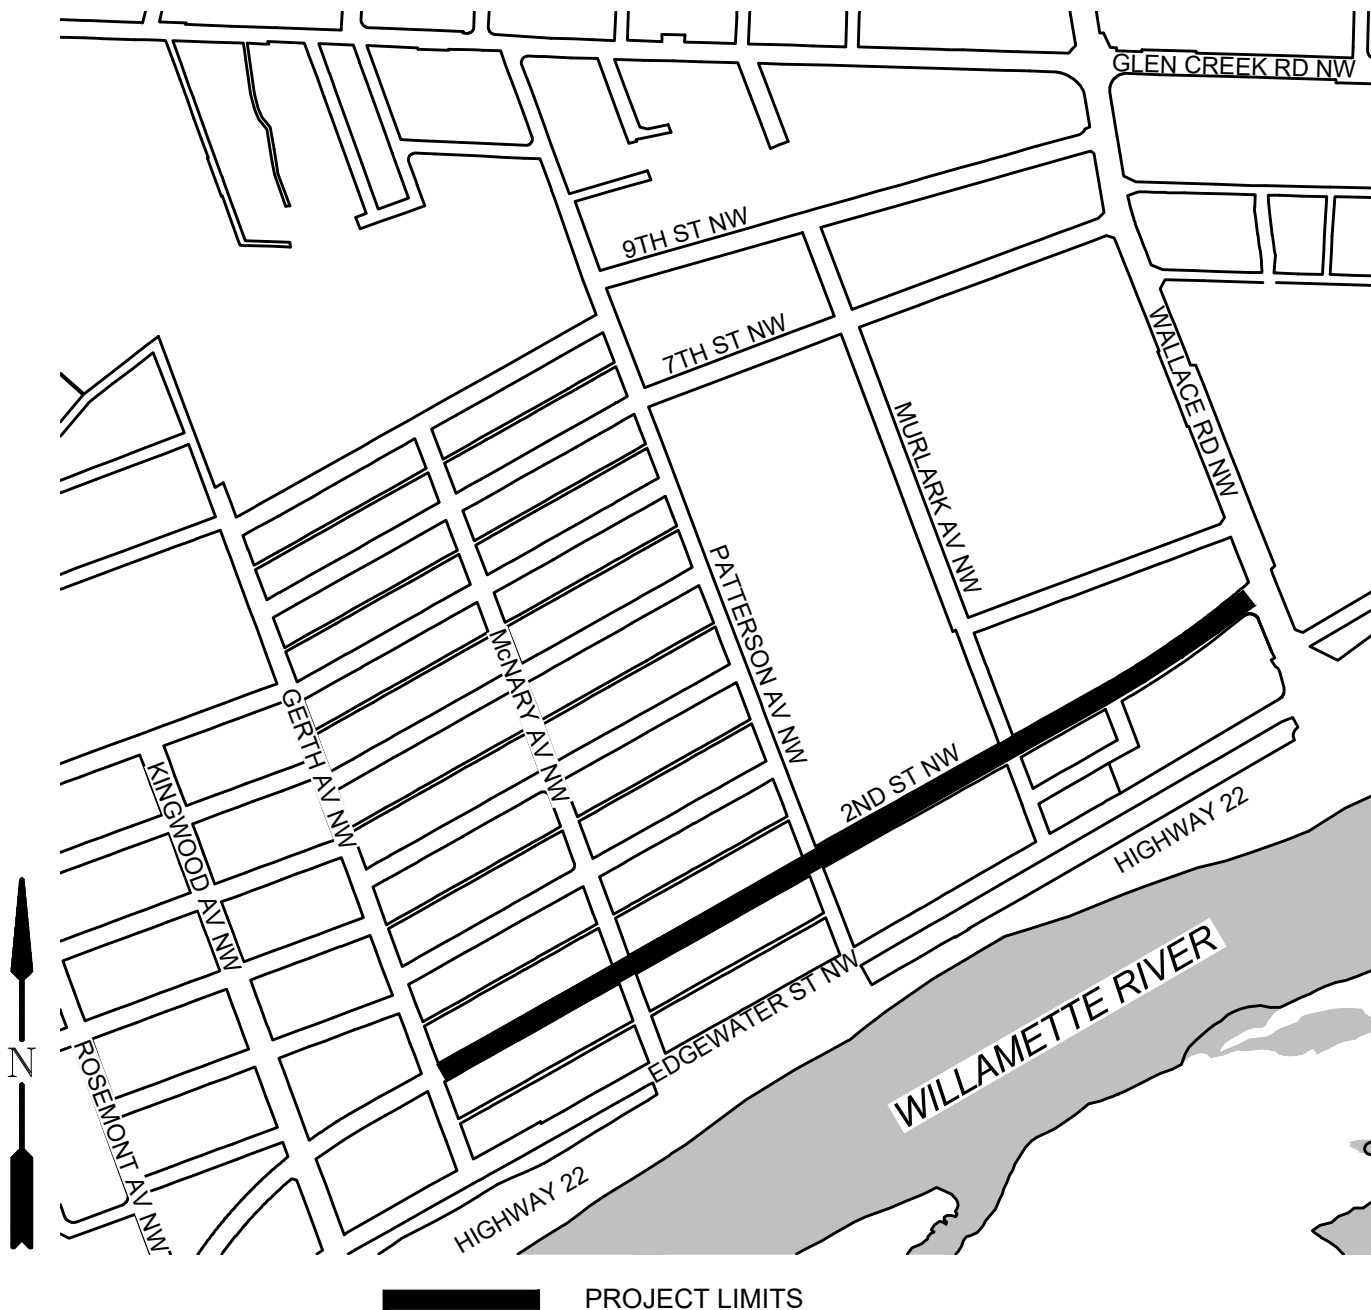 GLEN CREEK RD NW
9TH ST NW
7TH ST NW
WALLACE RD NW
MURLARK AV NW
PATTERSON AV NW
McNARY AV NW
GERTH AV NW
KINGWOOD AV NW
2ND ST NW
HIGHWAY 22
WILLAMETTE RIVER
EDGEWATER ST NW
N
ROSEMONT AV NW
HIGHWAY 22
PROJECT LIMITS